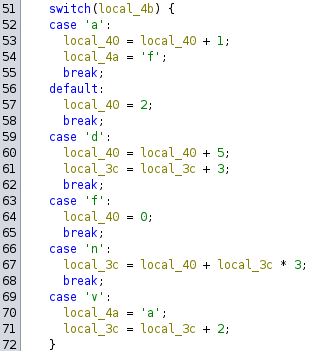 51 switch(local_4b) {
52 case 'a':
53 local_40 = local_40 + 1;
54 local_4a = 'f';
55 break;
56 default:
57 local_40 = 2;
58 break;
59 case 'd':
60 local_40 = local_40 + 5;
61 local_3c = local_3c + 3;
62 break;
63 case 'f':
64 local_40 = 0;
65 break;
66 case 'n':
67 local_3c = local_40 + local_3c * 3;
68 break;
69 case 'v':
70 local_4a = 'a';
71 local_3c = local_3c + 2;
72 }